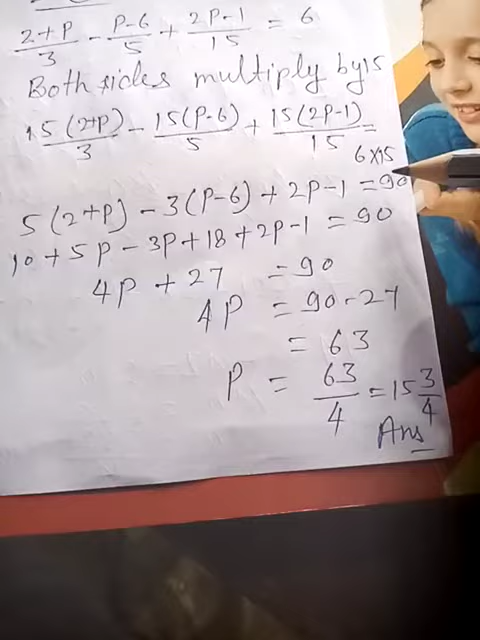 2+P/3 - P-6/5 + 2P-1/15 = 6
Both sides multiply by 15
15(2+P)/3 - 15(P-6)/5 + 15(2P-1)/15 =
6x15
5(2+P) - 3(P-6) + 2P-1 = 90
10+5P-3P+18+2P-1 = 90
4P + 27 = 90
4P = 90-27
= 63
P = 63/4 = 15 3/4
Ans